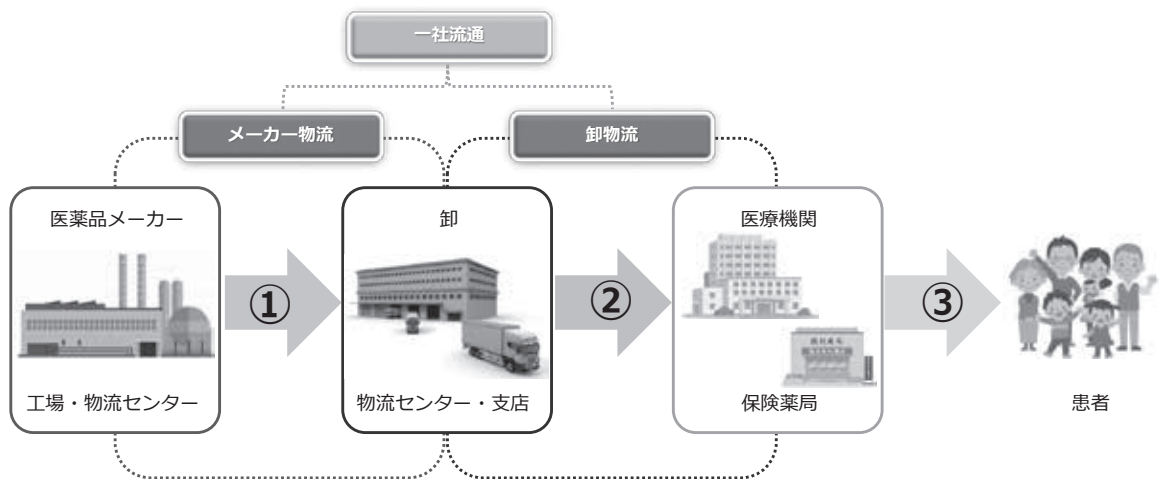 一社流通
メーカー物流
卸物流
医薬品メーカー
卸
医療機関
①
②
③
工場・物流センター
物流センター・支店
保険薬局
患者